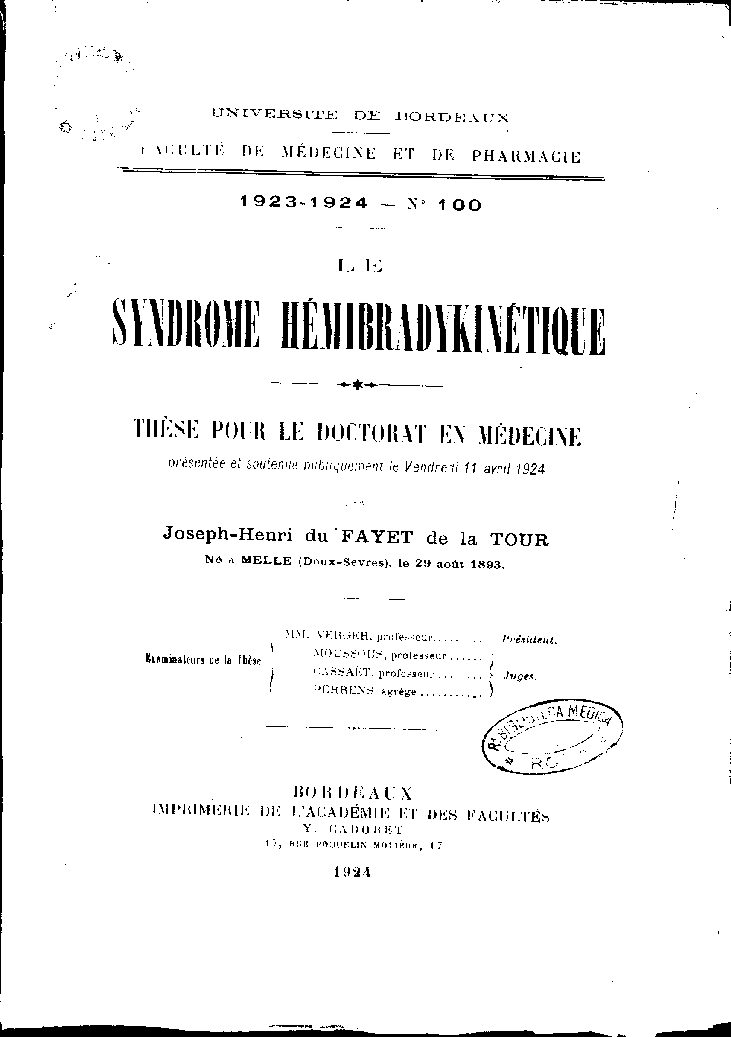 UNIVERSITE DE BORDEAUX
FACULTÉ DE MÉDECINE ET DE PHARMACIE
1923-1924 — N° 100
LE
SYNDROME HÉMIBRADYKINÉTIQUE
THÈSE POUR LE DOCTORAT EN MÉDECINE
présentée et soutenue publiquement le Vendredi 11 avril 1924
Joseph-Henri du FAYET de la TOUR
Né à MELLE (Deux-Sèvres), le 29 août 1893.
MM. VERGER, professeur........ Président.
Examinateurs de la Thèse
MOUSSOUS, professeur......
CASSAËT, professeur........
Juges.
agrégé...........
BIBLIOTECA MEDICA
BORDEAUX
IMPRIMERIE DE L'ACADÉMIE ET DES FACULTÉS
Y. CADORET
17, RUE POQUELIN-MOLIÈRE, 17
1924